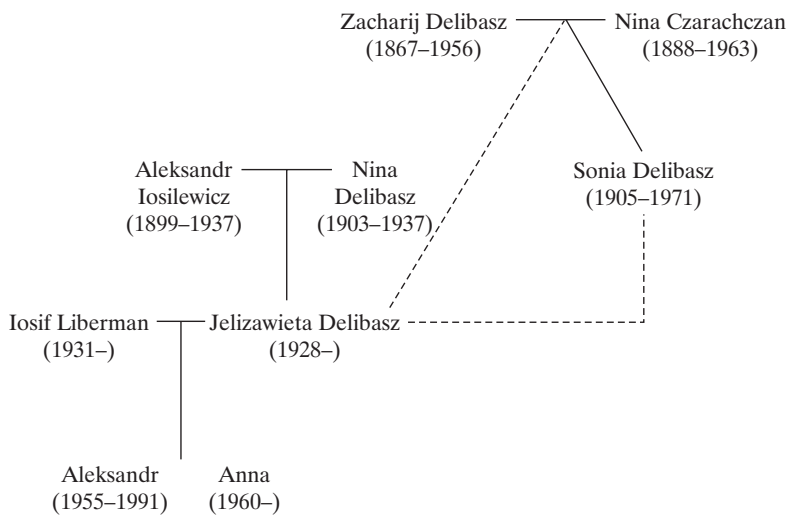 Zacharij Delibasz
(1867–1956)
Nina Czarachczan
(1888–1963)
Aleksandr
Iosilewicz
(1899–1937)
Nina
Delibasz
(1903–1937)
Sonia Delibasz
(1905–1971)
Iosif Liberman
(1931–)
Jelizawieta Delibasz
(1928–)
Aleksandr
(1955–1991)
Anna
(1960–)